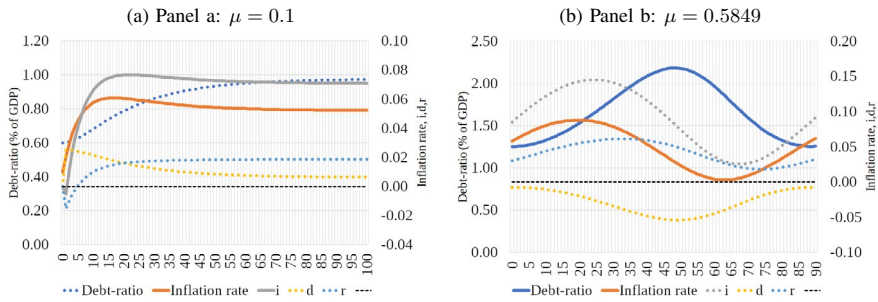 (a) Panel a: μ = 0.1
(b) Panel b: μ = 0.5849
1.20
1.00
0.80
0.60
0.40
0.20
0.00
Debt-ratio (% of GDP)
0.10
0.08
0.06
0.04
0.02
0.00
-0.02
-0.04
Inflation rate, i,d,r
0 5 10 15 20 25 30 35 40 45 50 55 60 65 70 75 80 85 90 95 100
Debt-ratio Inflation rate i d r
2.50
2.00
1.50
1.00
0.50
0.00
Debt-ratio (% of GDP)
0.20
0.15
0.10
0.05
0.00
-0.05
-0.10
Inflation rate, i,d,r
0 5 10 15 20 25 30 35 40 45 50 55 60 65 70 75 80 85 90
Debt-ratio Inflation rate i d r